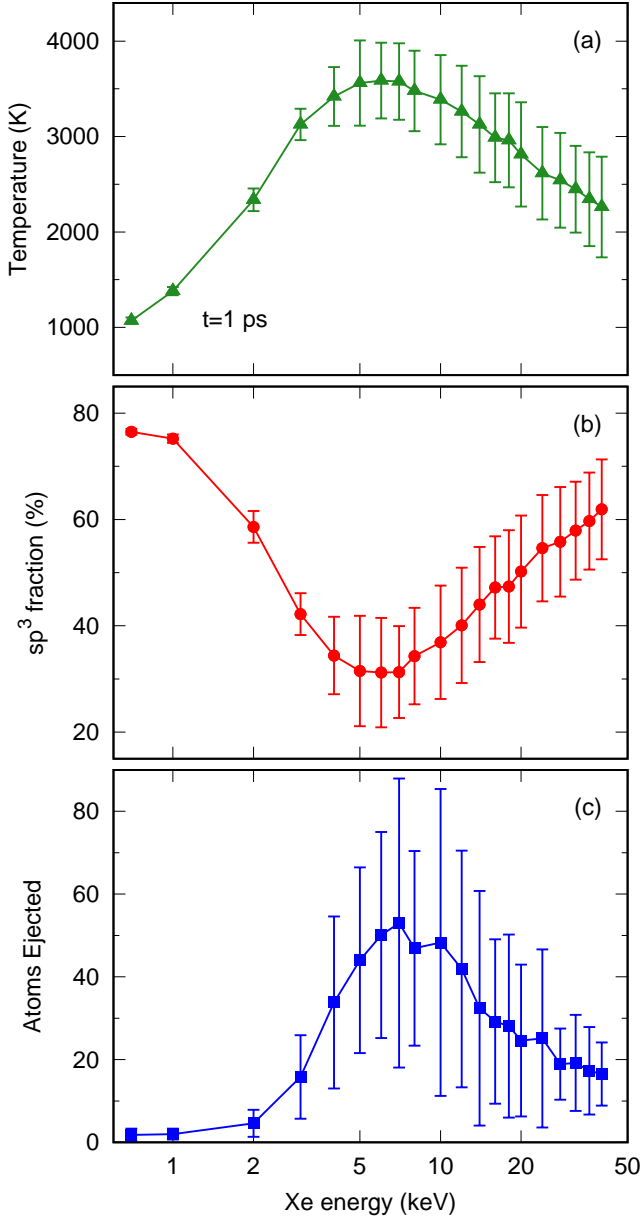 4000
3000
2000
1000
Temperature (K)
(a)
t=1 ps
80
60
40
20
sp³ fraction (%)
(b)
80
60
40
20
0
Atoms Ejected
(c)
1 2 5 10 20 50
Xe energy (keV)